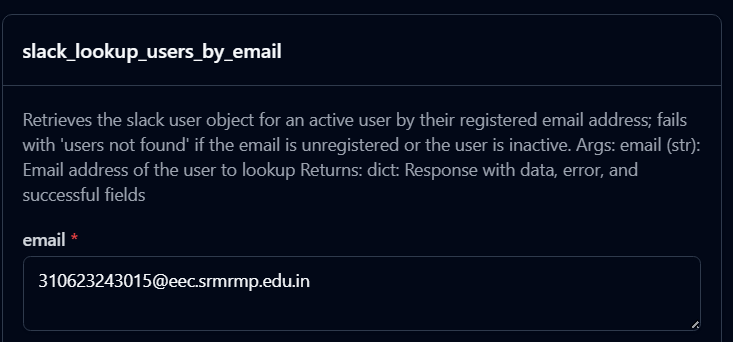 slack_lookup_users_by_email
Retrieves the slack user object for an active user by their registered email address; fails
with 'users not found' if the email is unregistered or the user is inactive. Args: email (str):
Email address of the user to lookup Returns: dict: Response with data, error, and
successful fields
email *
310623243015@eec.srmrmp.edu.in